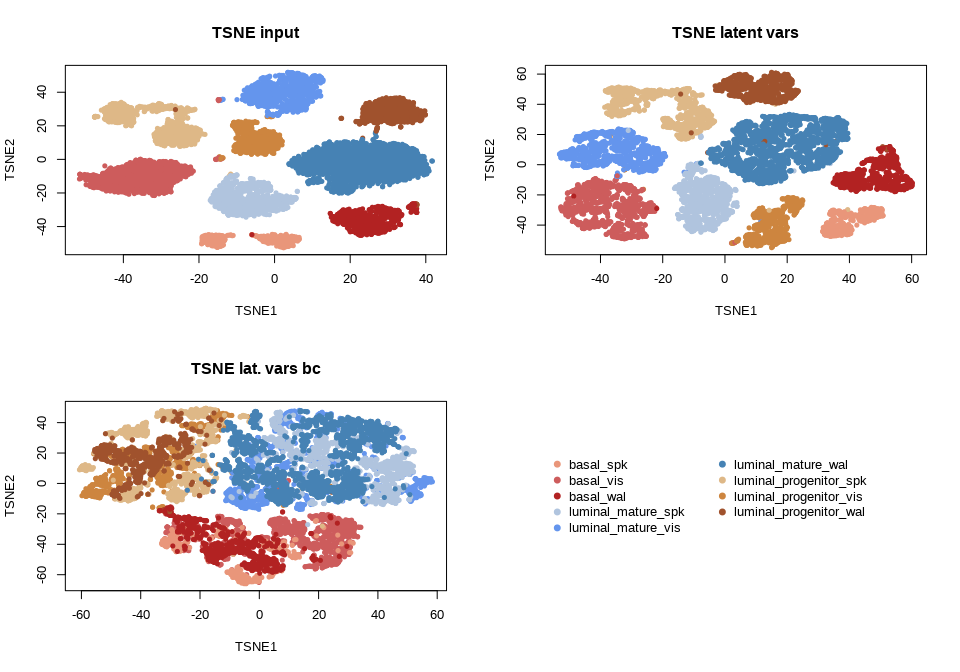 TSNE input
TSNE2
40
20
0
-20
40
-40
-20
0
20
40
TSNE1
TSNE latent vars
TSNE2
60
40
20
0
-20
40
-40
-20
0
20
40
60
TSNE1
TSNE lat. vars bc
TSNE2
40
20
0
-20
-40
-60
-60
-40
-20
0
20
40
60
TSNE1
basal_spk
basal_vis
basal_wal
luminal_mature_spk
luminal_mature_vis
luminal_mature_wal
luminal_progenitor_spk
luminal_progenitor_vis
luminal_progenitor_wal